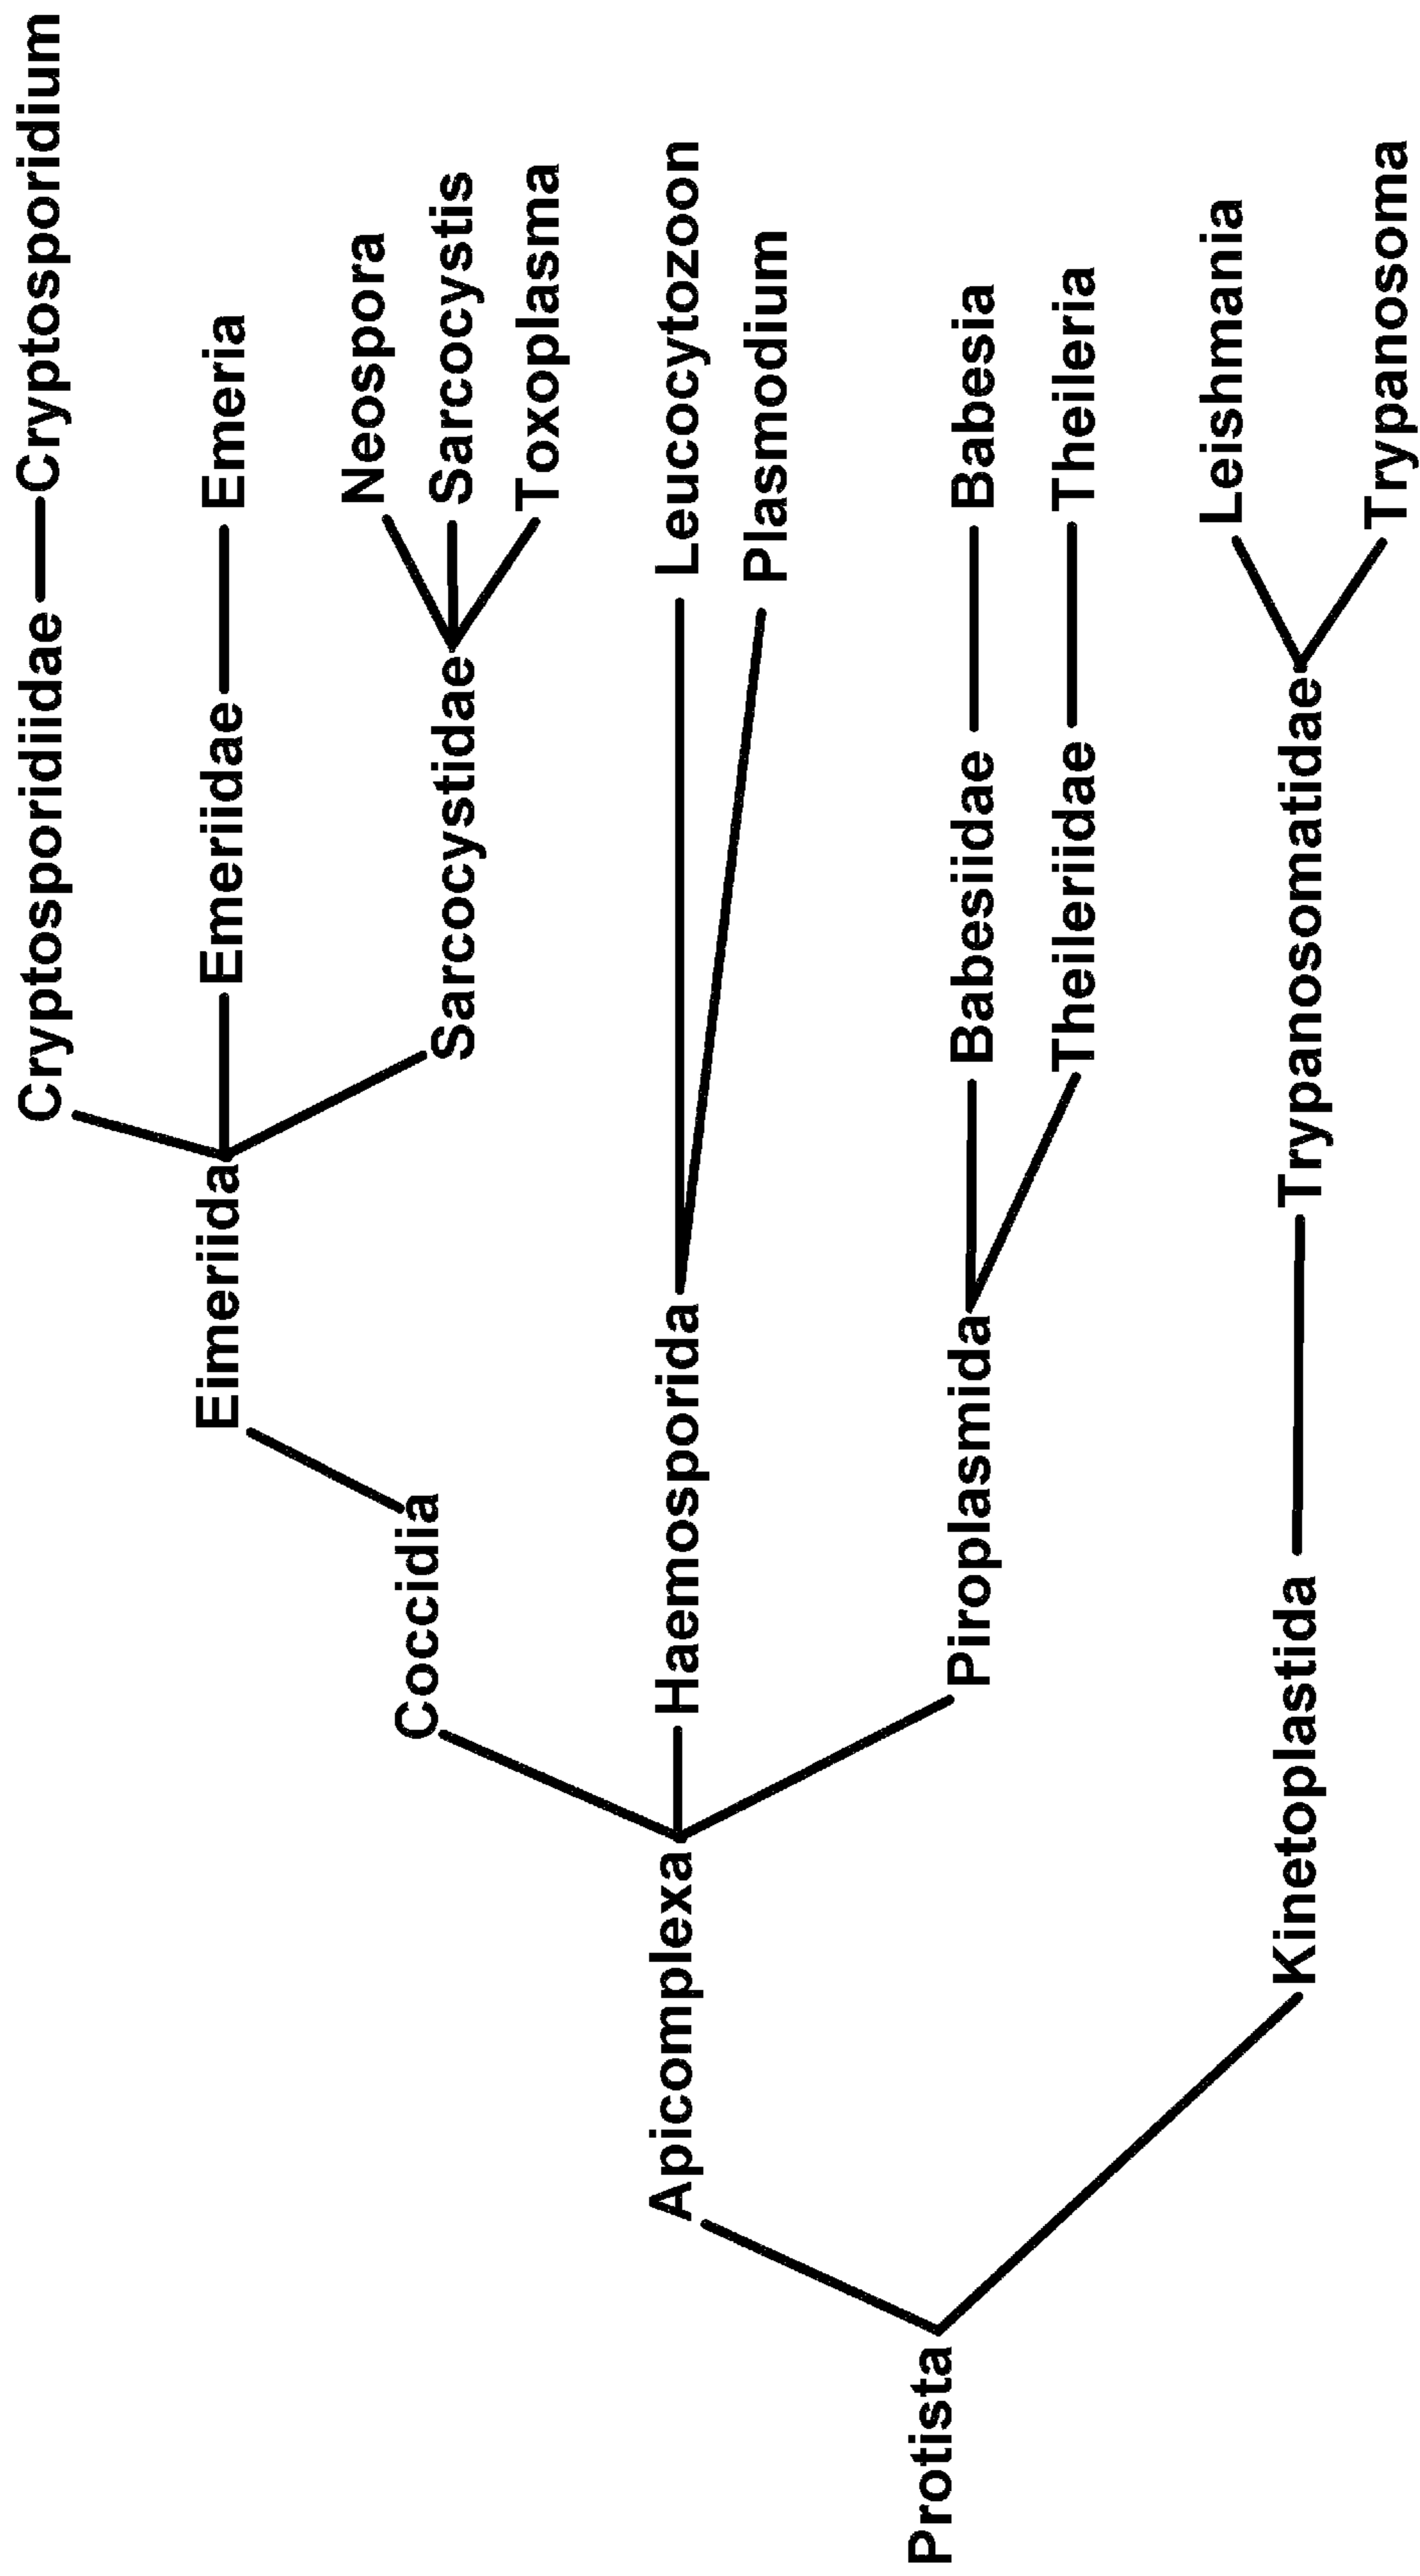 Protista
Apicomplexa
Kinetoplastida
Coccidia
Haemosporida
Piroplasmida
Eimeriida
Cryptosporidiidae
Emeriidae
Sarcocystidae
Babesiidae
Theileriidae
Trypanosomatidae
Cryptosporidium
Emeria
Neospora
Sarcocystis
Toxoplasma
Leucocytozoon
Plasmodium
Babesia
Theileria
Leishmania
Trypanosoma